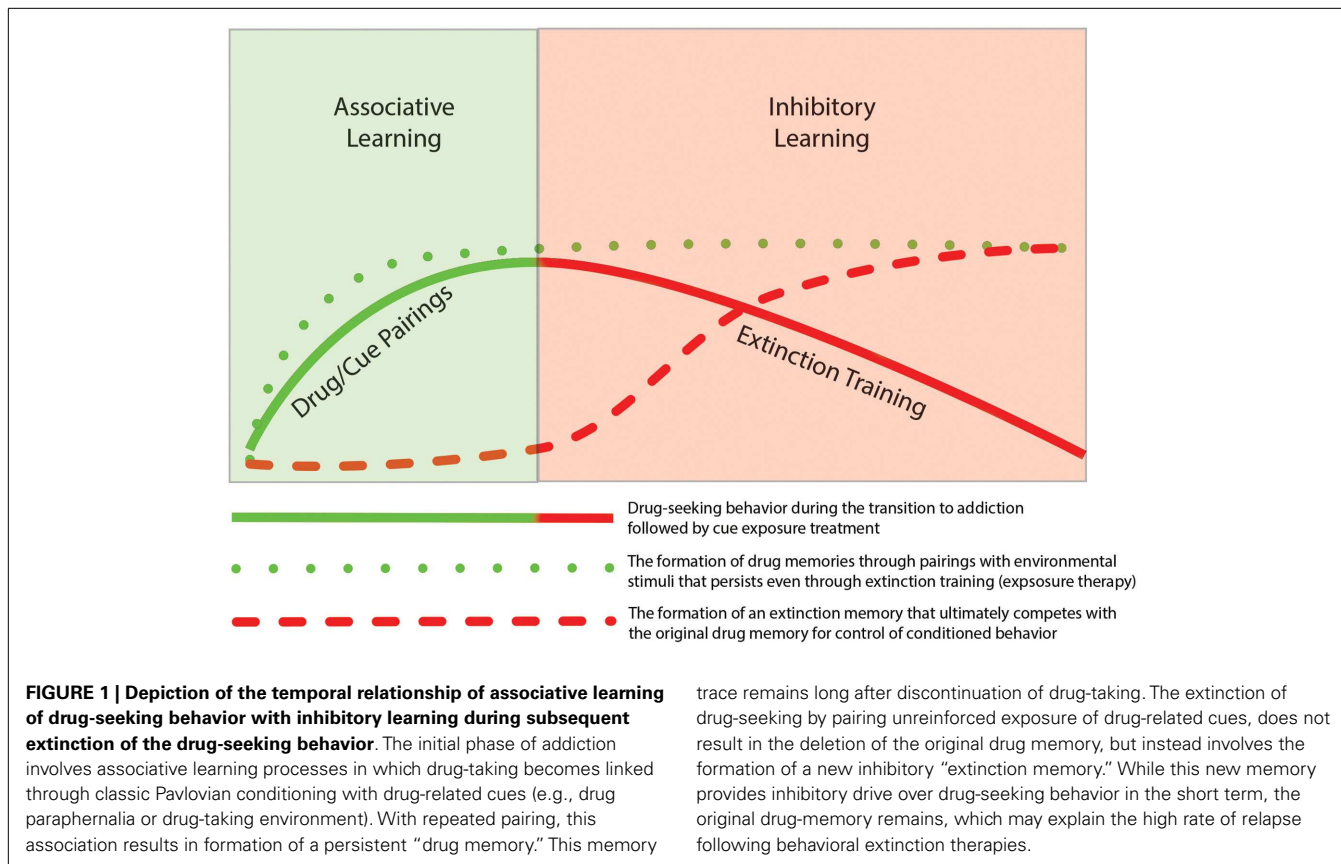 Associative
Learning
Inhibitory
Learning
Drug/Cue Pairings
Extinction Training
Drug-seeking behavior during the transition to addiction
followed by cue exposure treatment
The formation of drug memories through pairings with environmental
stimuli that persists even through extinction training (expsosure therapy)
The formation of an extinction memory that ultimately competes with
the original drug memory for control of conditioned behavior
FIGURE 1 | Depiction of the temporal relationship of associative learning
of drug-seeking behavior with inhibitory learning during subsequent
extinction of the drug-seeking behavior. The initial phase of addiction
involves associative learning processes in which drug-taking becomes linked
through classic Pavlovian conditioning with drug-related cues (e.g., drug
paraphernalia or drug-taking environment). With repeated pairing, this
association results in formation of a persistent “drug memory.” This memory
trace remains long after discontinuation of drug-taking. The extinction of
drug-seeking by pairing unreinforced exposure of drug-related cues, does not
result in the deletion of the original drug memory, but instead involves the
formation of a new inhibitory “extinction memory.” While this new memory
provides inhibitory drive over drug-seeking behavior in the short term, the
original drug-memory remains, which may explain the high rate of relapse
following behavioral extinction therapies.